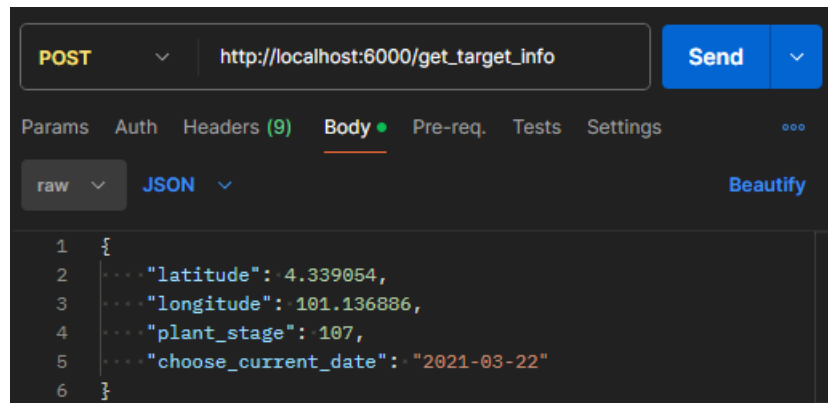 POST http://localhost:6000/get_target_info Send
Params Auth Headers (9) Body Pre-req. Tests Settings
raw JSON Beautify
1 {
2 "latitude": 4.339054,
3 "longitude": 101.136886,
4 "plant_stage": 107,
5 "choose_current_date": "2021-03-22"
6 }